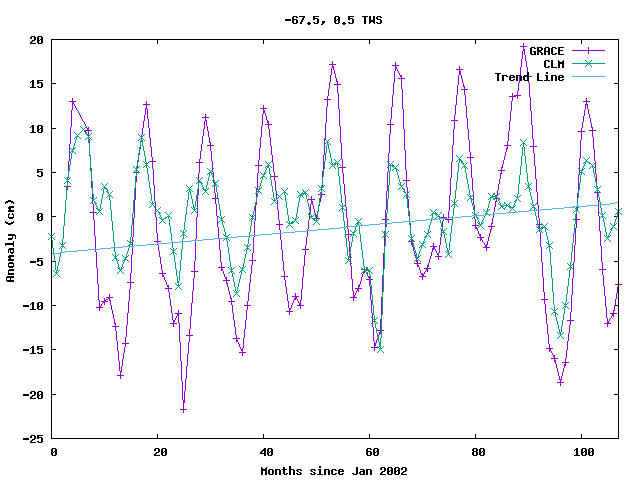 -67.5, 0.5 TWS
GRACE
CLM
Trend Line
20
15
10
5
0
-5
-10
-15
-20
-25
Anomaly (cm)
0 20 40 60 80 100
Months since Jan 2002